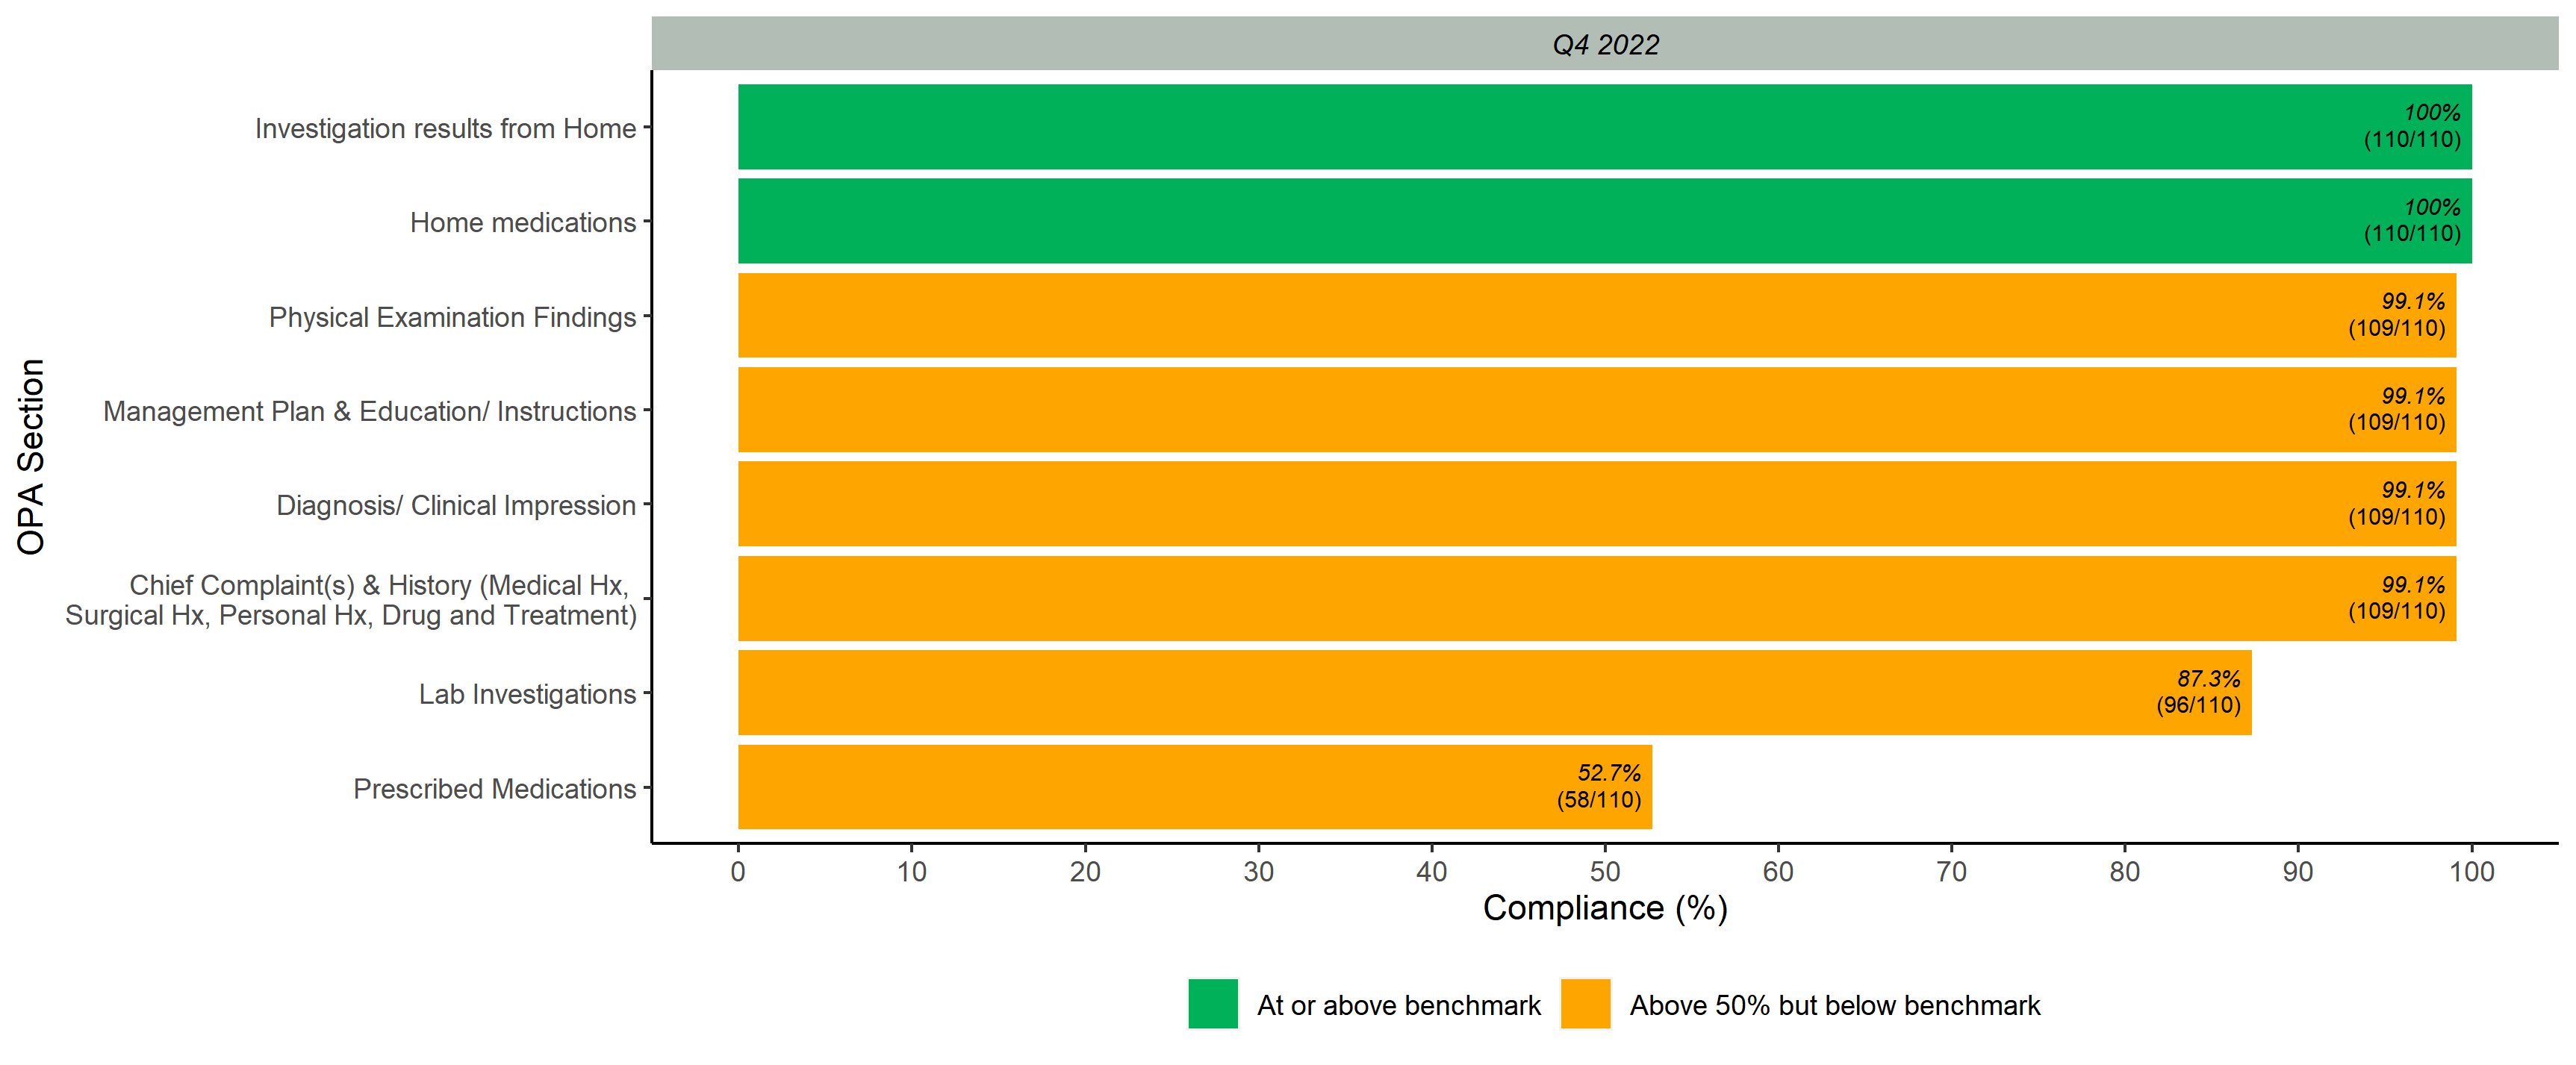 Q4 2022
OPA Section
Investigation results from Home
100%
(110/110)
Home medications
100%
(110/110)
Physical Examination Findings
99.1%
(109/110)
Management Plan & Education/ Instructions
99.1%
(109/110)
Diagnosis/ Clinical Impression
99.1%
(109/110)
Chief Complaint(s) & History (Medical Hx,
Surgical Hx, Personal Hx, Drug and Treatment)
99.1%
(109/110)
Lab Investigations
87.3%
(96/110)
Prescribed Medications
52.7%
(58/110)
0 10 20 30 40 50 60 70 80 90 100
Compliance (%)
At or above benchmark Above 50% but below benchmark